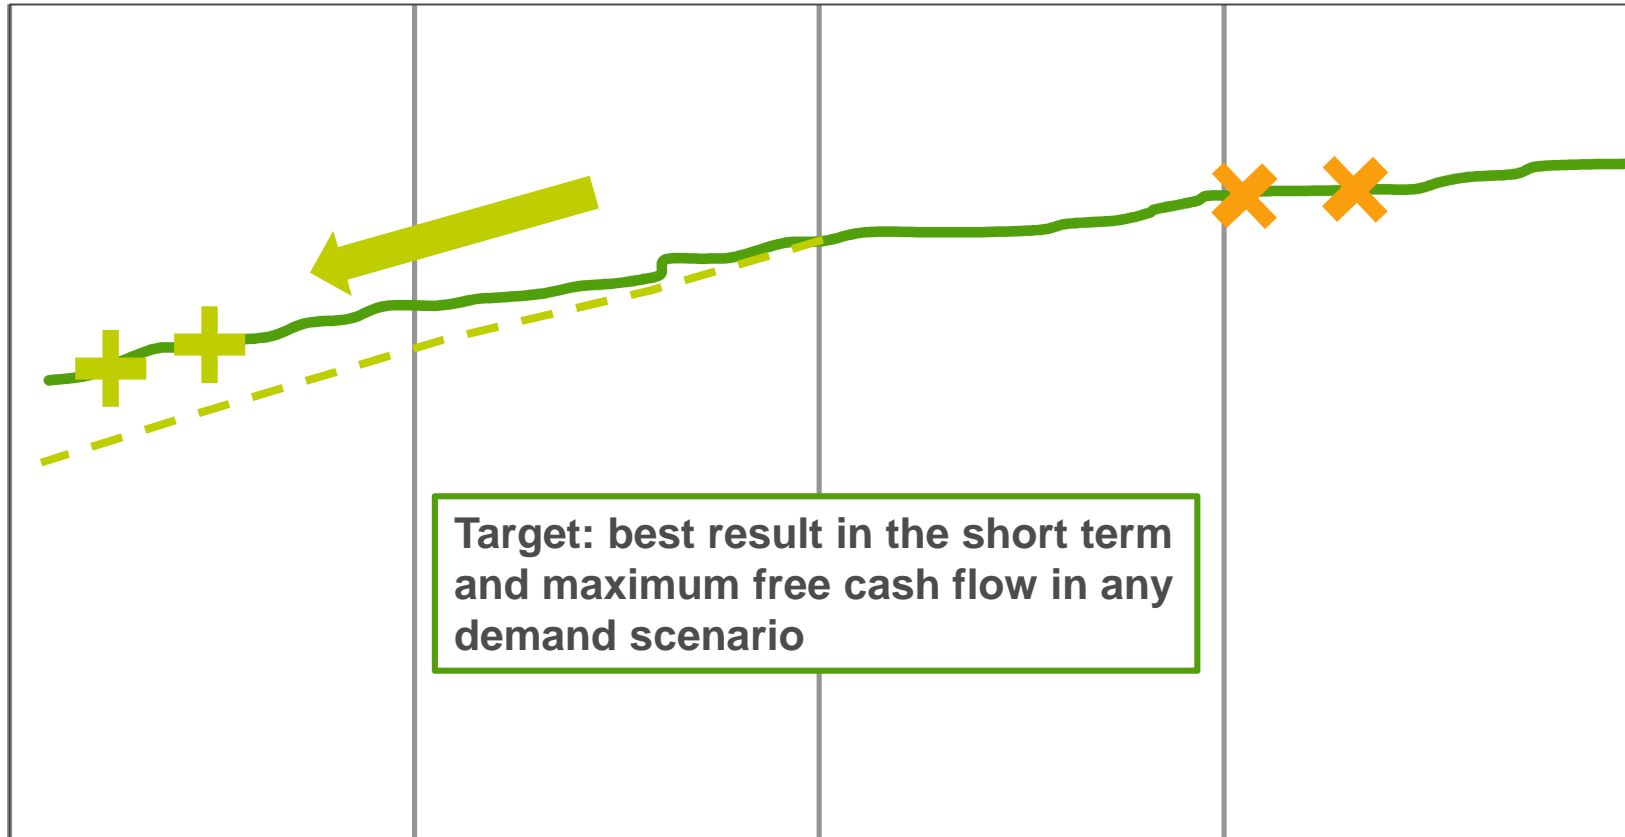 Target: best result in the short term
and maximum free cash flow in any
demand scenario